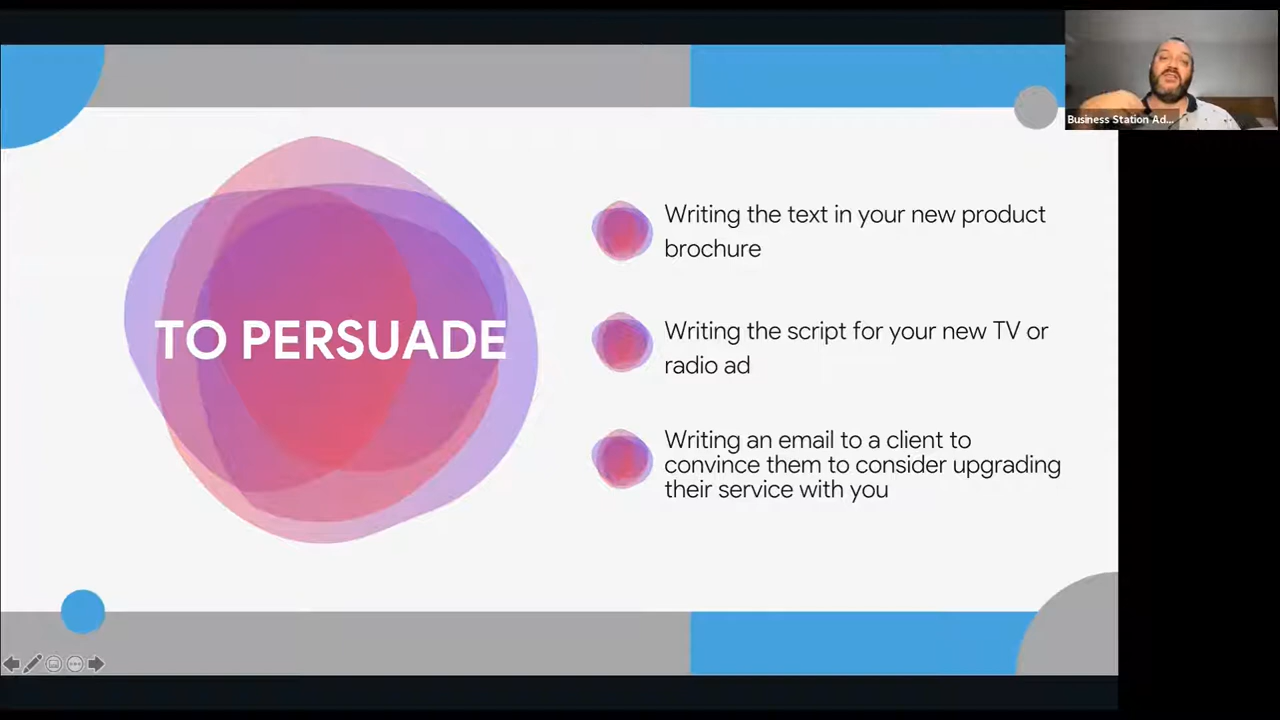 Business Station Ad...
TO PERSUADE
Writing the text in your new product
brochure
Writing the script for your new TV or
radio ad
Writing an email to a client to
convince them to consider upgrading
their service with you